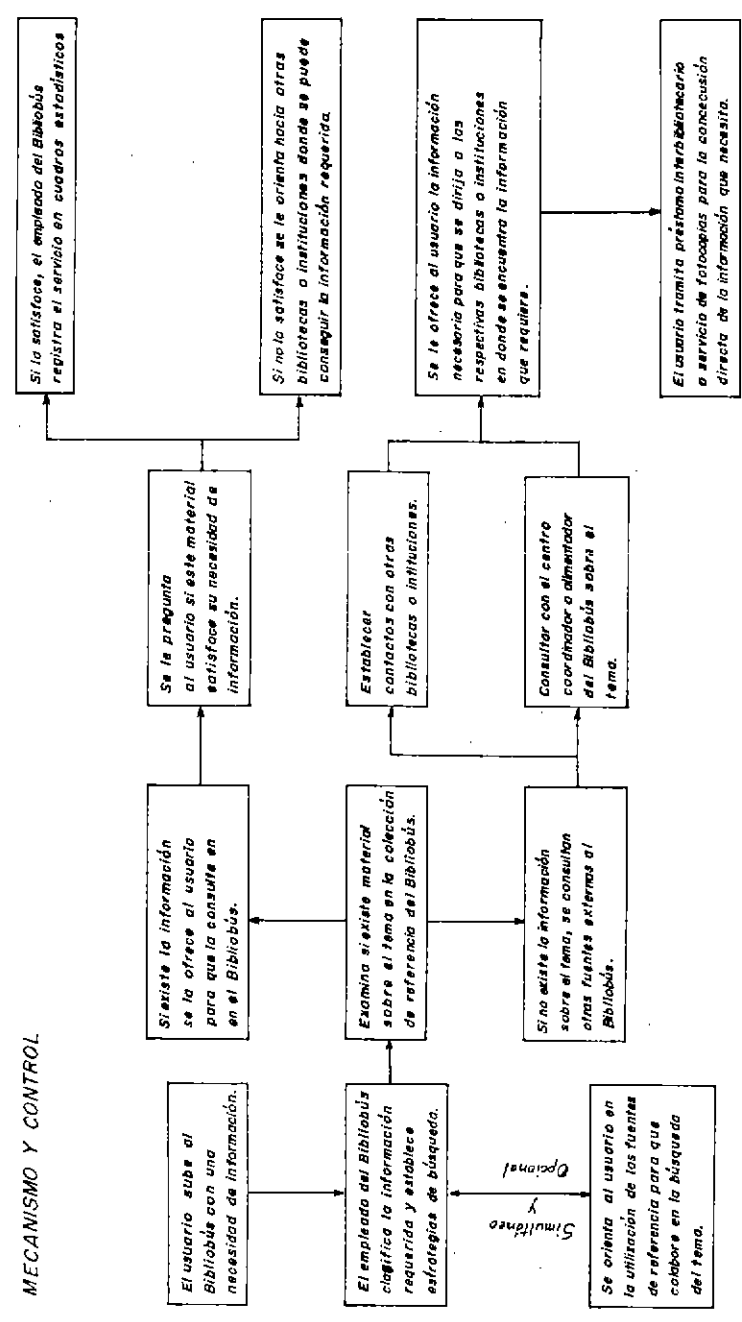 MECANISMO Y CONTROL
El usuario sube al
Bibliobús con una
necesidad de información.
El empleado del Bibliobús
clasifica la información
requerida y establece
estrategias de búsqueda.
Simultáneo
y
Opcional
Se orienta al usuario en
la utilización de las fuentes
de referencia para que
colabore en la búsqueda
del tema.
Si existe la información
se la ofrece al usuario
para que la consulte en
en el Bibliobús.
Examina si existe material
sobre el tema en la colección
de referencia del Bibliobús.
Si no existe la información
sobre el tema, se consultan
otras fuentes externas al
Bibliobús.
Se le pregunta
al usuario si este material
satisface su necesidad de
información.
Establecer
contactos con otras
bibliotecas o intituciones.
Consultar con el centro
coordinador o alimentador
del Bibliobús sobre el
tema.
Si la satisface, el empleado del Bibliobús
registra el servicio en cuadros estadísticos
Si no la satisface se le orienta hacia otras
bibliotecas o instituciones donde se puede
conseguir la información requerida.
Se le ofrece al usuario la información
necesaria para que se dirija a las
respectivas bibliotecas o instituciones
en donde se encuentra la información
que requiere.
El usuario tramita préstamo interbibliotecario
o servicio de fotocopias para la concecusión
directa de la información que necesita.